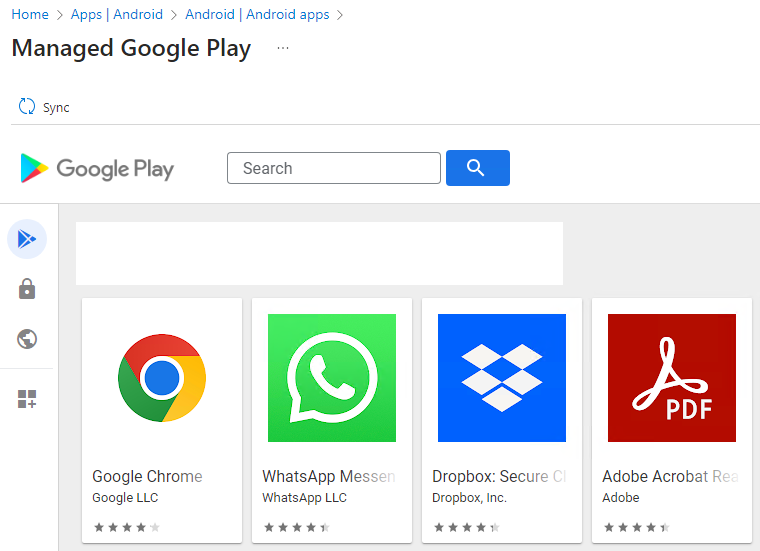 Home > Apps | Android > Android | Android apps >
Managed Google Play ...
Sync
Google Play Search
PDF
Google Chrome WhatsApp Messen Dropbox: Secure Cl Adobe Acrobat Rea
Google LLC WhatsApp LLC Dropbox, Inc. Adobe